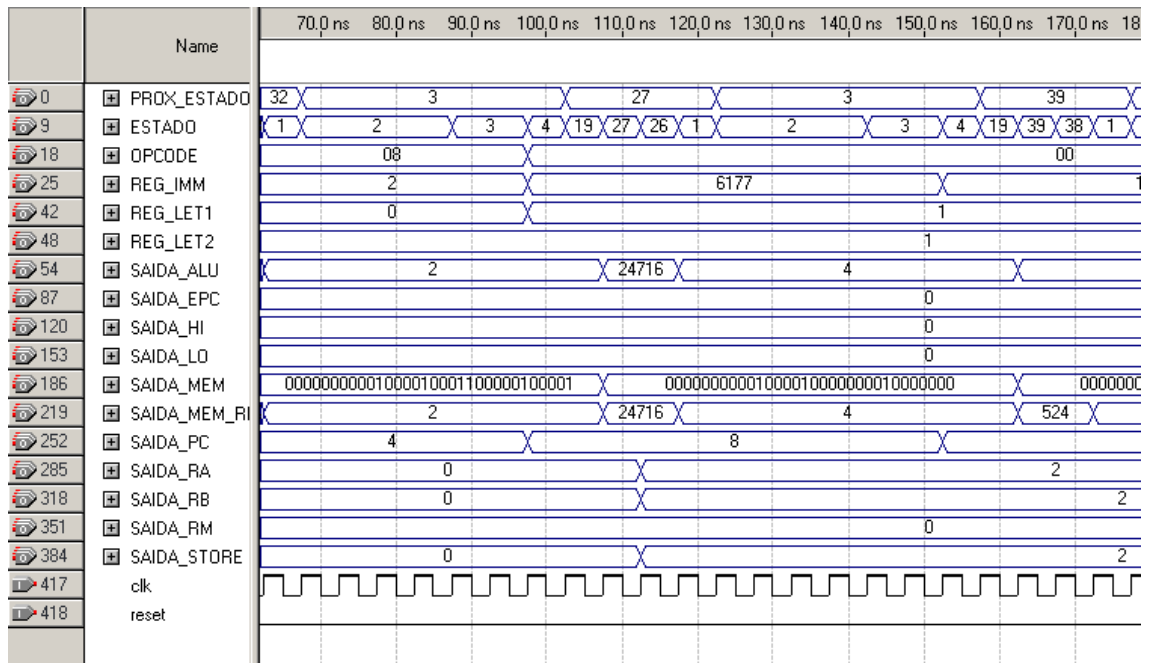 70,0 ns 80,0 ns 90,0 ns 100,0 ns 110,0 ns 120,0 ns 130,0 ns 140,0 ns 150,0 ns 160,0 ns 170,0 ns 18
Name
0 PROX_ESTADO 32 3 27 3 39
9 ESTADO 1 2 3 4 19 27 26 1 2 3 4 19 39 38 1
18 OPCODE 08 00
25 REG_IMM 2 6177 1
42 REG_LET1 0 1
48 REG_LET2 1
54 SAIDA_ALU 2 24716 4
87 SAIDA_EPC 0
120 SAIDA_HI 0
153 SAIDA_LO 0
186 SAIDA_MEM 00000000001000010001100000100001 00000000001000010000000010000000 0000000
219 SAIDA_MEM_RI 2 24716 4 524
252 SAIDA_PC 4 8
285 SAIDA_RA 0 2
318 SAIDA_RB 0 2
351 SAIDA_RM 0
384 SAIDA_STORE 0 2
417 clk
418 reset